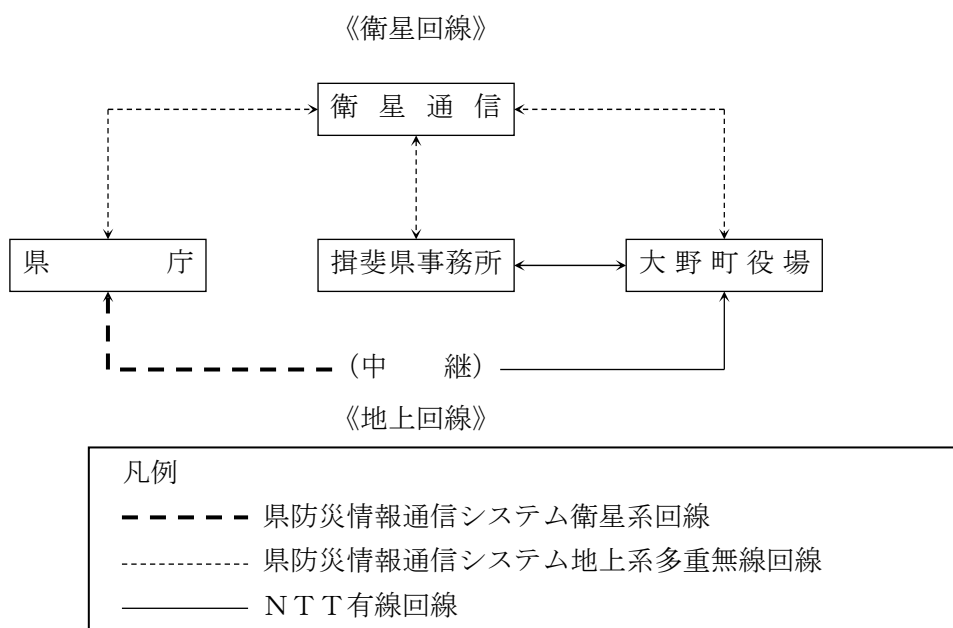 《衛星回線》
衛星通信
県庁
揖斐県事務所
大野町役場
（中継）
《地上回線》
凡例
県防災情報通信システム衛星系回線
県防災情報通信システム地上系多重無線回線
ＮＴＴ有線回線